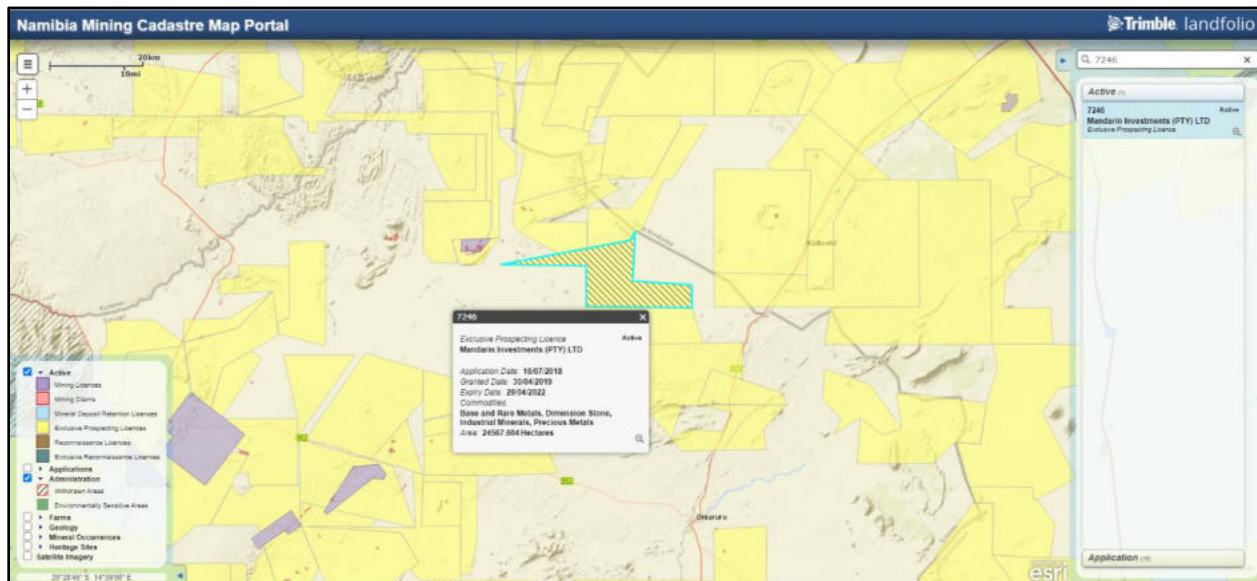 Namibia Mining Cadastre Map Portal
Trimble. landfolio
20km
10mi
+
−
7246
Active (1)
7246 Active
Mandarin Investments (PTY) LTD
Exclusive Prospecting Licence
7246
Exclusive Prospecting Licence Active
Mandarin Investments (PTY) LTD
Application Date: 16/07/2018
Granted Date: 30/04/2019
Expiry Date: 29/04/2022
Commodities:
Base and Rare Metals, Dimension Stone,
Industrial Minerals, Precious Metals
Area: 24567.604 Hectares
Active
Mining Licences
Mining Claims
Mineral Deposit Retention Licences
Exclusive Prospecting Licences
Reconnaissance Licences
Exclusive Reconnaissance Licences
Applications
Administration
Withdrawn Areas
Environmentally Sensitive Areas
Farms
Geology
Mineral Occurrences
Heritage Sites
Satellite Imagery
Omaruru
esri
Application